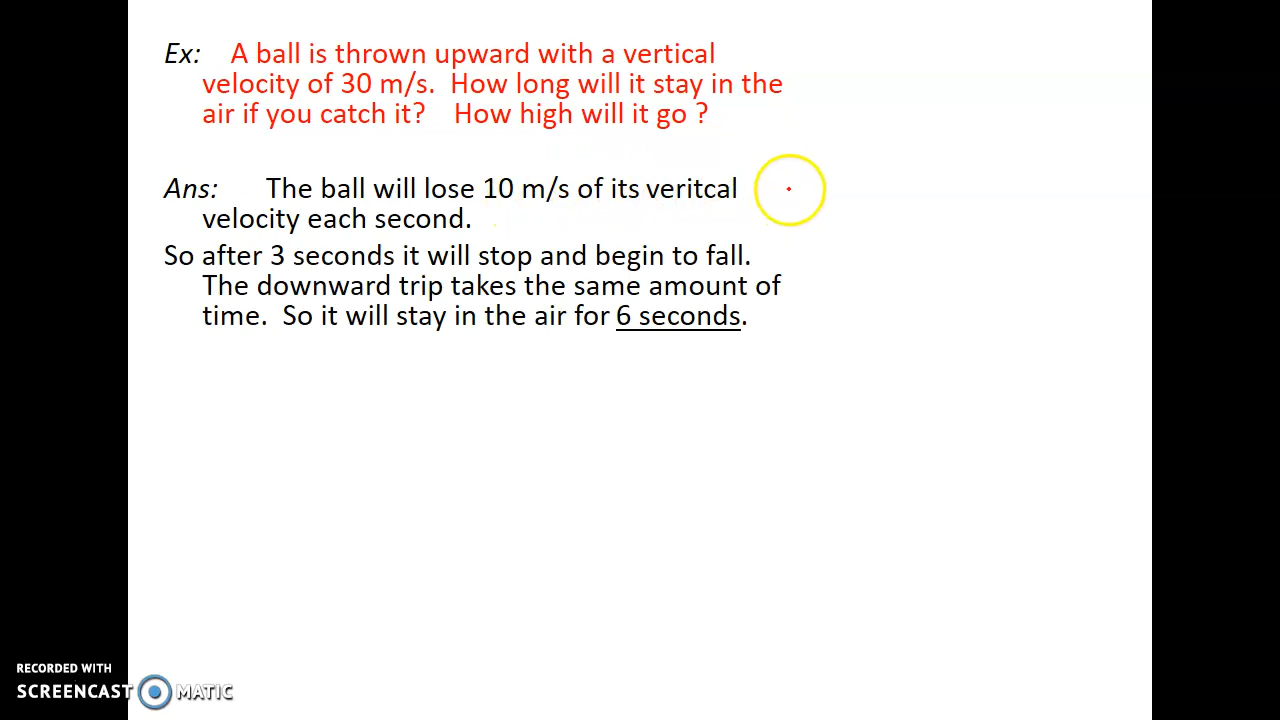 Ex: A ball is thrown upward with a vertical
velocity of 30 m/s. How long will it stay in the
air if you catch it? How high will it go ?
Ans: The ball will lose 10 m/s of its veritcal
velocity each second.
So after 3 seconds it will stop and begin to fall.
The downward trip takes the same amount of
time. So it will stay in the air for 6 seconds.
RECORDED WITH
SCREENCAST MATIC